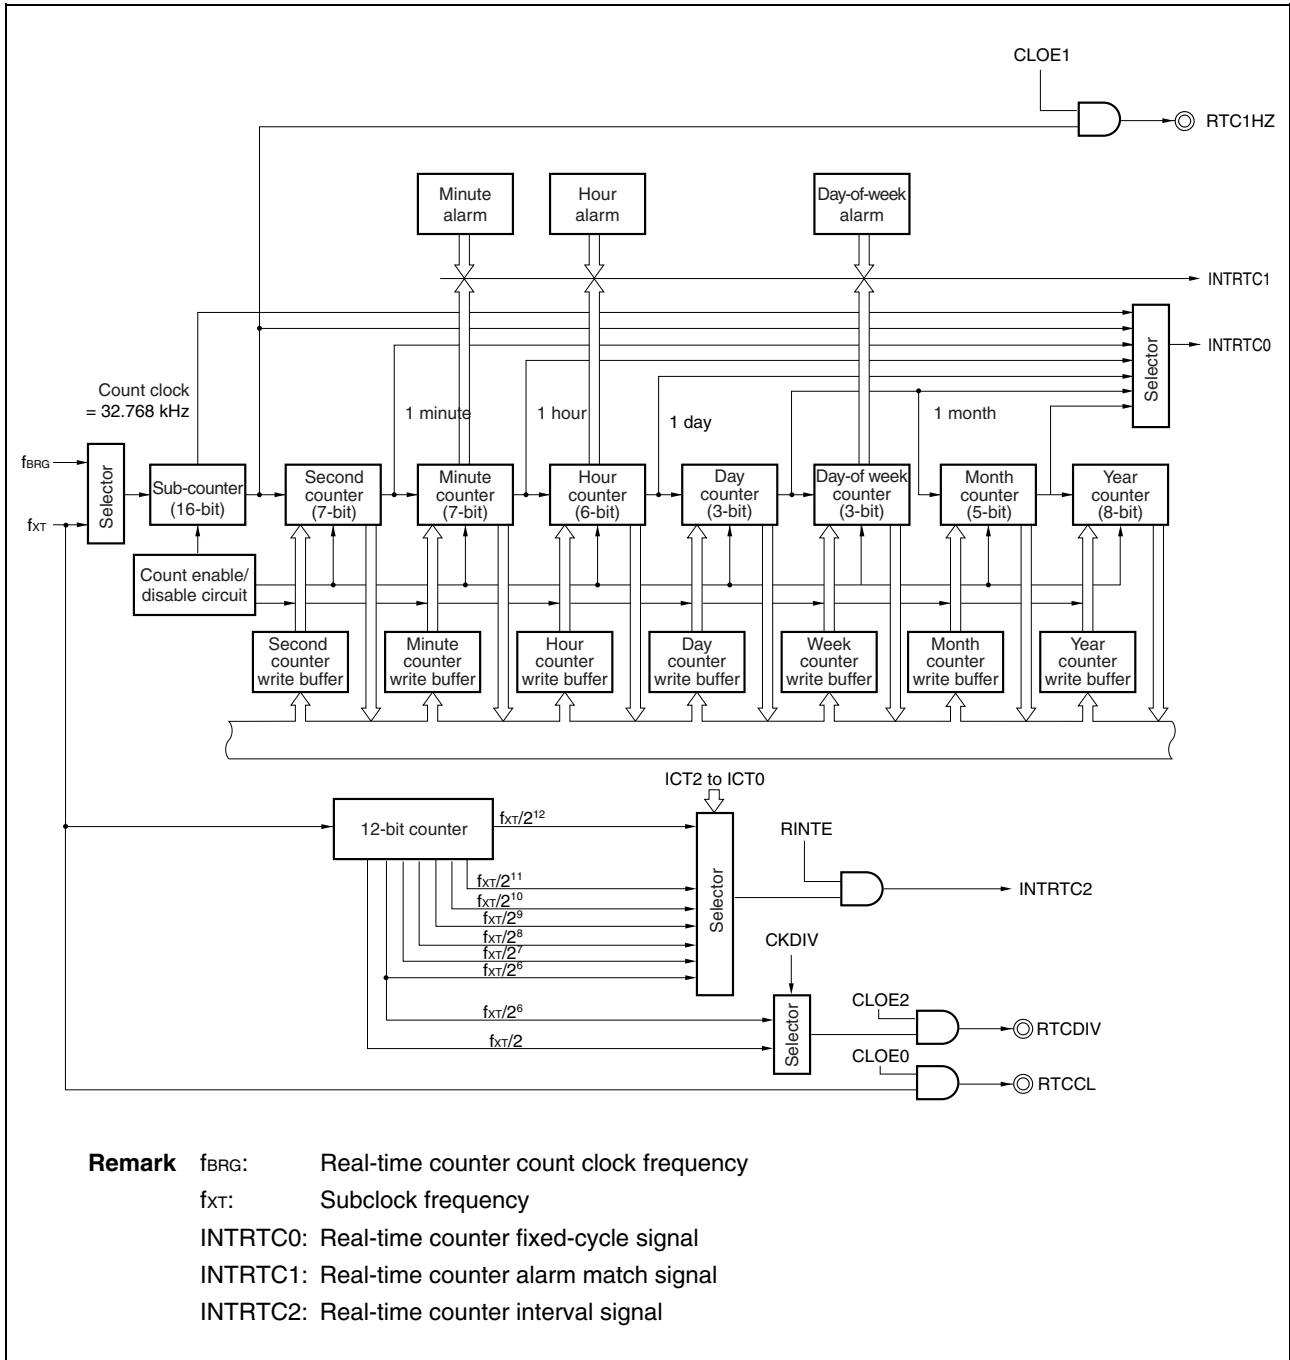 CLOE1
RTC1HZ
Minute
alarm
Hour
alarm
Day-of-week
alarm
INTRTC1
INTRTC0
Selector
Count clock
= 32.768 kHz
1 minute
1 hour
1 day
1 month
fBRG
fXT
Selector
Sub-counter
(16-bit)
Second
counter
(7-bit)
Minute
counter
(7-bit)
Hour
counter
(6-bit)
Day
counter
(3-bit)
Day-of week
counter
(3-bit)
Month
counter
(5-bit)
Year
counter
(8-bit)
Count enable/
disable circuit
Second
counter
write buffer
Minute
counter
write buffer
Hour
counter
write buffer
Day
counter
write buffer
Week
counter
write buffer
Month
counter
write buffer
Year
counter
write buffer
ICT2 to ICT0
12-bit counter
fXT/2^12
fXT/2^11
fXT/2^10
fXT/2^9
fXT/2^8
fXT/2^7
fXT/2^6
Selector
RINTE
INTRTC2
CKDIV
fXT/2^6
fXT/2
Selector
CLOE2
RTCDIV
CLOE0
RTCCL
Remark fBRG: Real-time counter count clock frequency
fXT: Subclock frequency
INTRTC0: Real-time counter fixed-cycle signal
INTRTC1: Real-time counter alarm match signal
INTRTC2: Real-time counter interval signal